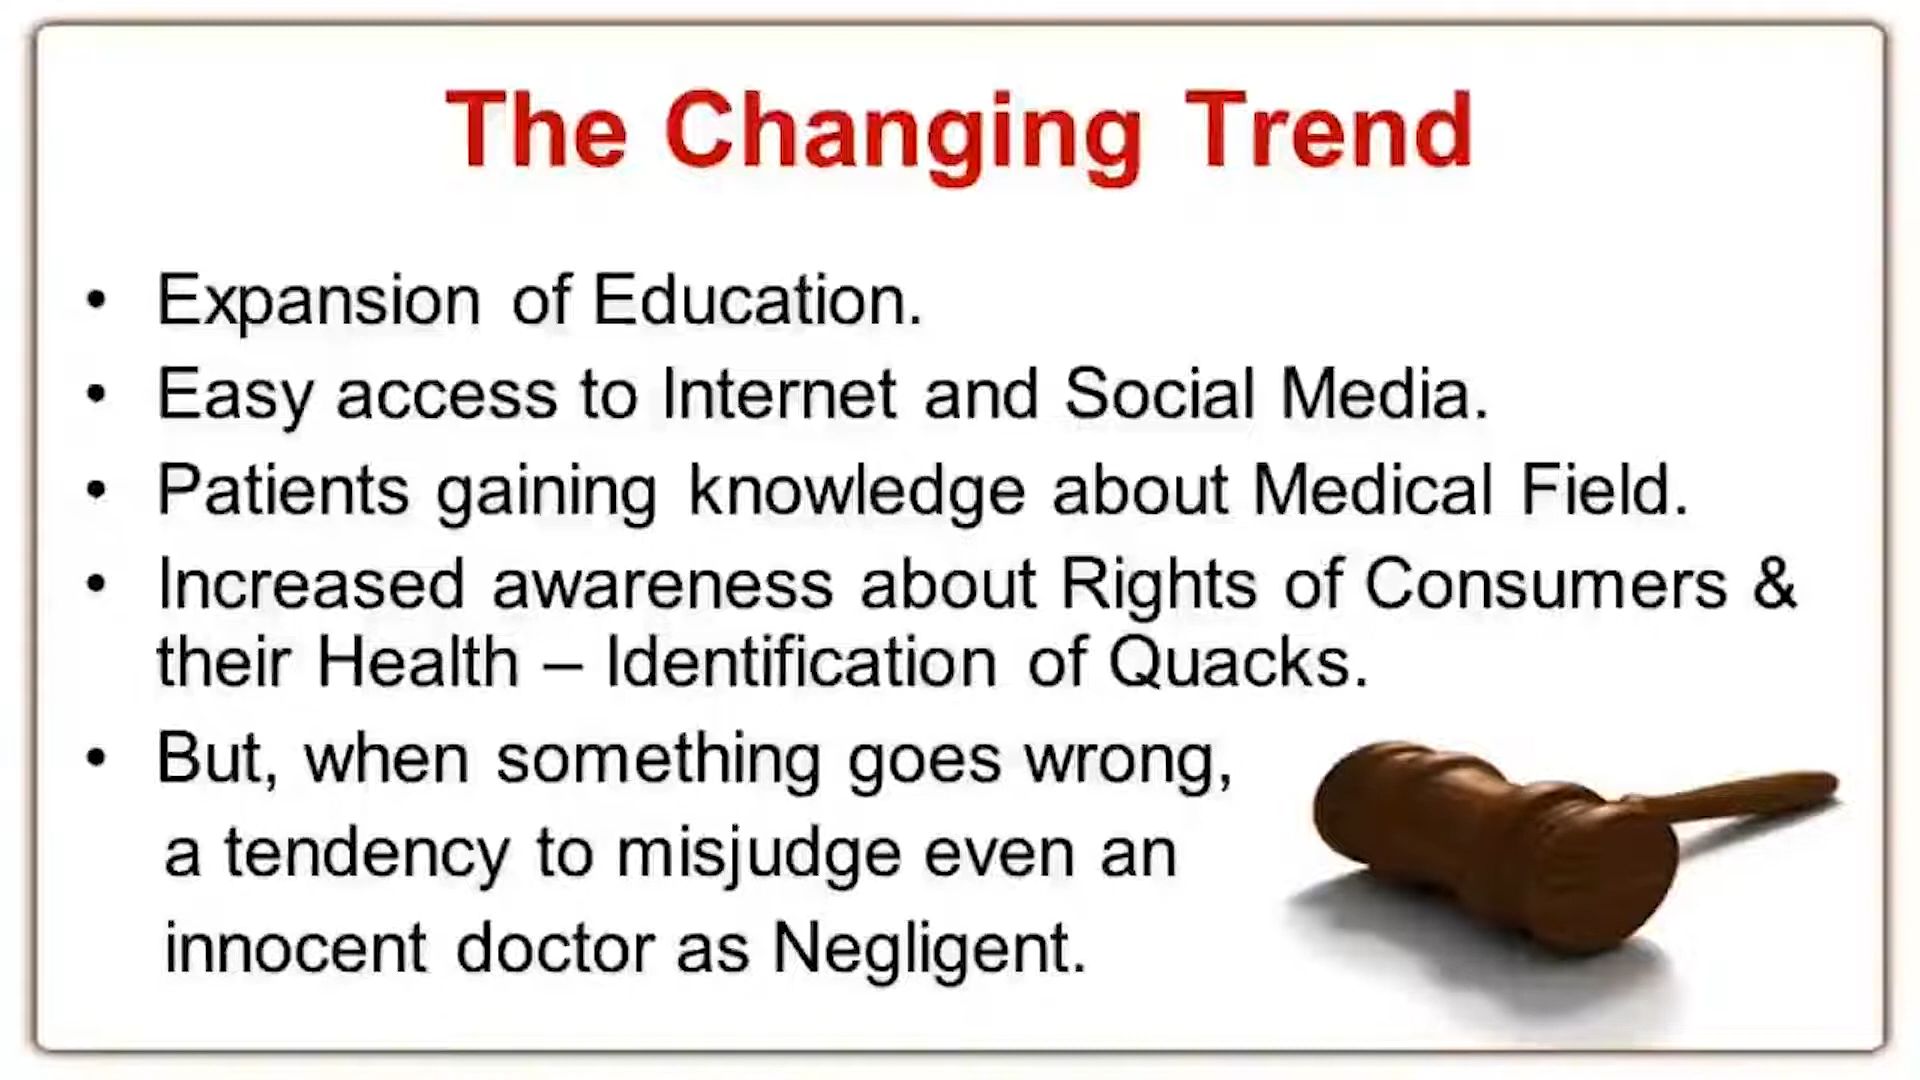 The Changing Trend
• Expansion of Education.
• Easy access to Internet and Social Media.
• Patients gaining knowledge about Medical Field.
• Increased awareness about Rights of Consumers &
their Health – Identification of Quacks.
• But, when something goes wrong,
a tendency to misjudge even an
innocent doctor as Negligent.